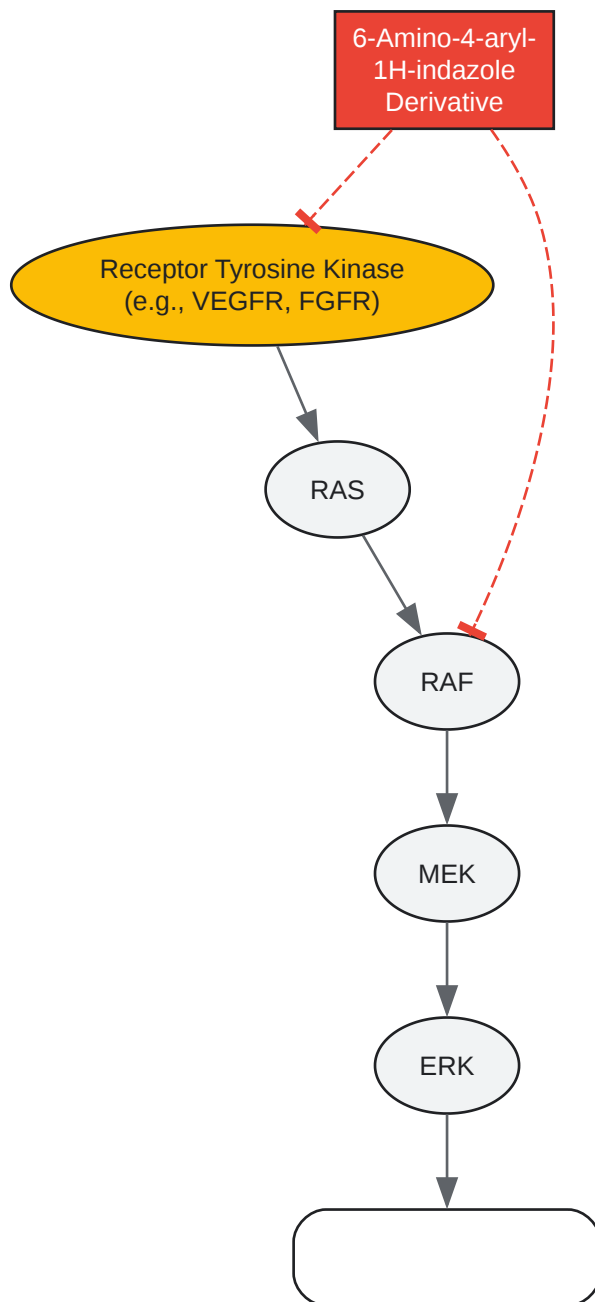 6-Amino-4-aryl-
1H-indazole
Derivative
Receptor Tyrosine Kinase
(e.g., VEGFR, FGFR)
RAS
RAF
MEK
ERK